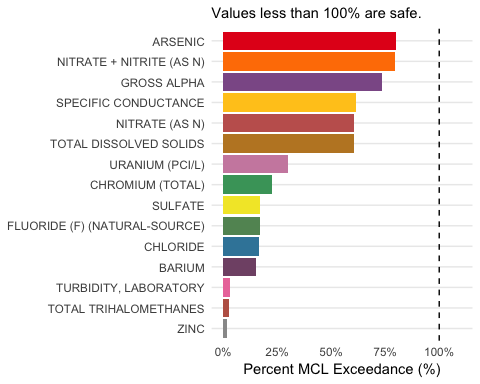 Values less than 100% are safe.
ARSENIC
NITRATE + NITRITE (AS N)
GROSS ALPHA
SPECIFIC CONDUCTANCE
NITRATE (AS N)
TOTAL DISSOLVED SOLIDS
URANIUM (PCI/L)
CHROMIUM (TOTAL)
SULFATE
FLUORIDE (F) (NATURAL-SOURCE)
CHLORIDE
BARIUM
TURBIDITY, LABORATORY
TOTAL TRIHALOMETHANES
ZINC
0% 25% 50% 75% 100%
Percent MCL Exceedance (%)